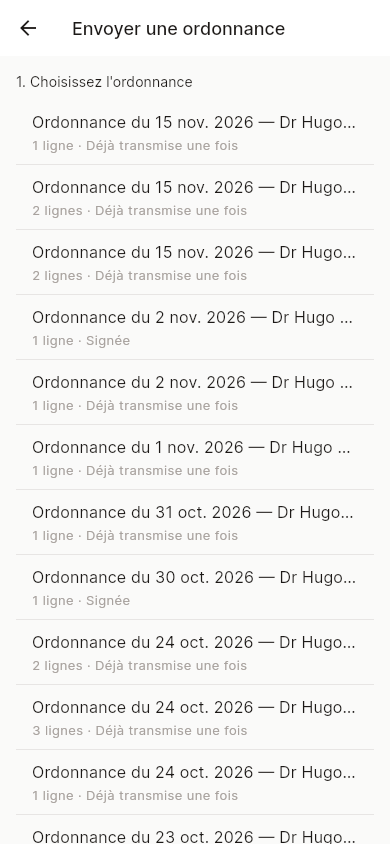 Envoyer une ordonnance
1. Choisissez l'ordonnance
Ordonnance du 15 nov. 2026 — Dr Hugo...
1 ligne · Déjà transmise une fois
Ordonnance du 15 nov. 2026 — Dr Hugo...
2 lignes · Déjà transmise une fois
Ordonnance du 15 nov. 2026 — Dr Hugo...
2 lignes · Déjà transmise une fois
Ordonnance du 2 nov. 2026 — Dr Hugo ...
1 ligne · Signée
Ordonnance du 2 nov. 2026 — Dr Hugo ...
1 ligne · Déjà transmise une fois
Ordonnance du 1 nov. 2026 — Dr Hugo ...
1 ligne · Déjà transmise une fois
Ordonnance du 31 oct. 2026 — Dr Hugo...
1 ligne · Déjà transmise une fois
Ordonnance du 30 oct. 2026 — Dr Hugo...
1 ligne · Signée
Ordonnance du 24 oct. 2026 — Dr Hugo...
2 lignes · Déjà transmise une fois
Ordonnance du 24 oct. 2026 — Dr Hugo...
3 lignes · Déjà transmise une fois
Ordonnance du 24 oct. 2026 — Dr Hugo...
1 ligne · Déjà transmise une fois
Ordonnance du 23 oct. 2026 — Dr Hugo...